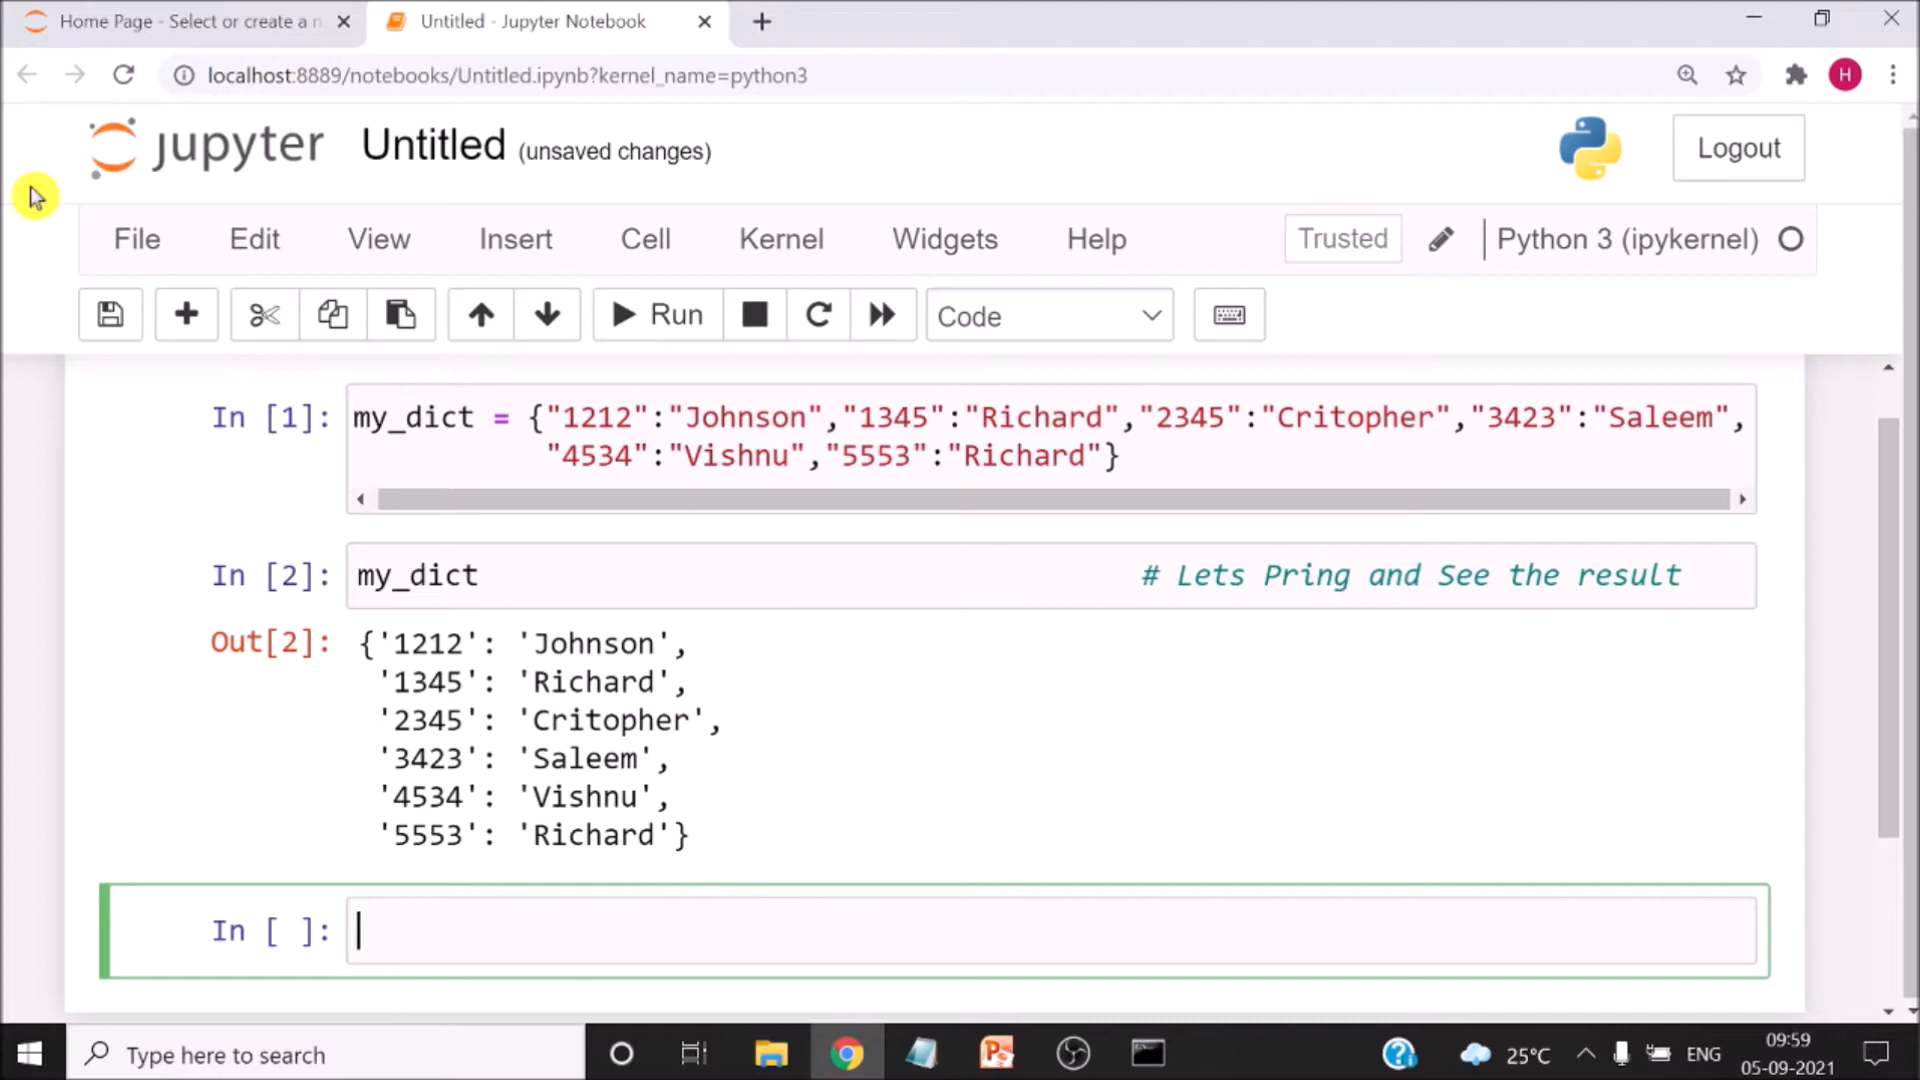 Home Page - Select or create a n
Untitled - Jupyter Notebook
localhost:8889/notebooks/Untitled.ipynb?kernel_name=python3
H
jupyter Untitled (unsaved changes)
Logout
File Edit View Insert Cell Kernel Widgets Help Trusted Python 3 (ipykernel)
Run Code
In [1]: my_dict = {"1212":"Johnson","1345":"Richard","2345":"Critopher","3423":"Saleem",
"4534":"Vishnu","5553":"Richard"}
In [2]: my_dict # Lets Pring and See the result
Out[2]: {'1212': 'Johnson',
'1345': 'Richard',
'2345': 'Critopher',
'3423': 'Saleem',
'4534': 'Vishnu',
'5553': 'Richard'}
In [ ]:
Type here to search
25°C
ENG
09:59
05-09-2021